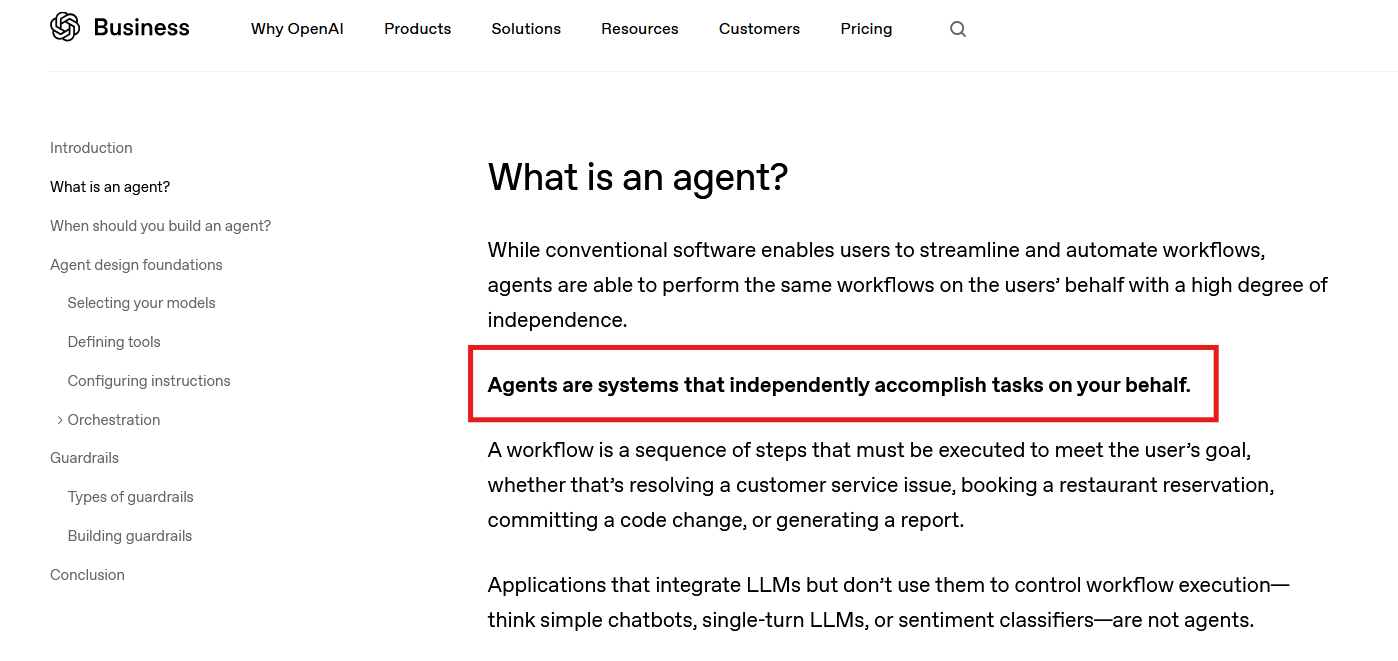 Business
Why OpenAI
Products
Solutions
Resources
Customers
Pricing
Introduction
What is an agent?
When should you build an agent?
Agent design foundations
Selecting your models
Defining tools
Configuring instructions
Orchestration
Guardrails
Types of guardrails
Building guardrails
Conclusion
What is an agent?
While conventional software enables users to streamline and automate workflows,
agents are able to perform the same workflows on the users’ behalf with a high degree of
independence.
Agents are systems that independently accomplish tasks on your behalf.
A workflow is a sequence of steps that must be executed to meet the user’s goal,
whether that’s resolving a customer service issue, booking a restaurant reservation,
committing a code change, or generating a report.
Applications that integrate LLMs but don’t use them to control workflow execution—
think simple chatbots, single-turn LLMs, or sentiment classifiers—are not agents.